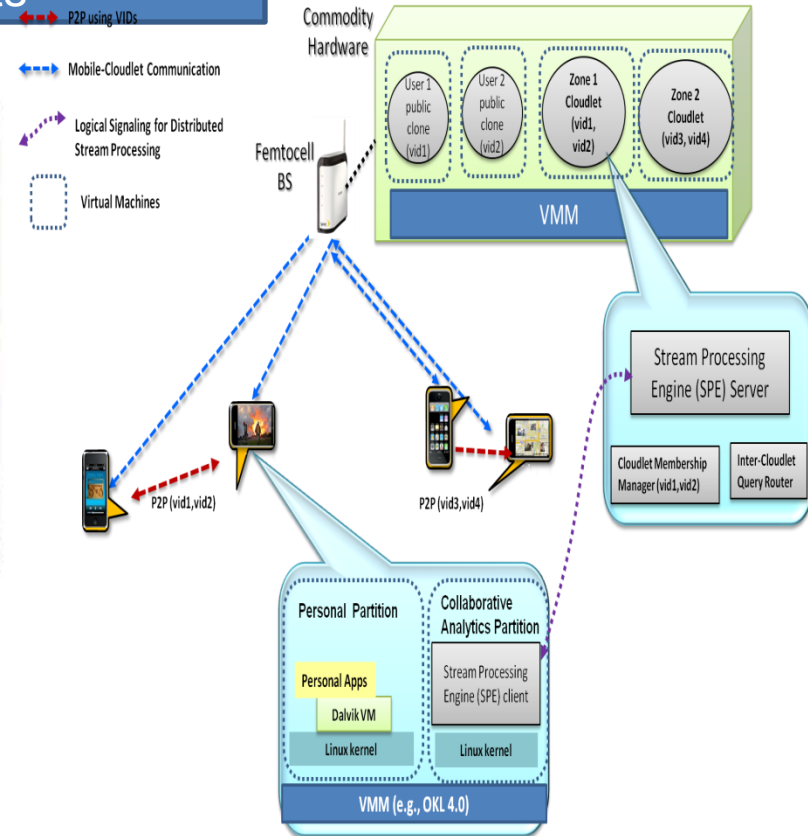 P2P using VIDs
Mobile-Cloudlet Communication
Logical Signaling for Distributed
Stream Processing
Virtual Machines
Commodity
Hardware
Femtocell
BS
User 1
public
clone
(vid1)
User 2
public
clone
(vid2)
Zone 1
Cloudlet
(vid1,
vid2)
Zone 2
Cloudlet
(vid3, vid4)
VMM
Stream Processing
Engine (SPE) Server
Cloudlet Membership
Manager (vid1,vid2)
Inter-Cloudlet
Query Router
P2P (vid1,vid2)
P2P (vid3,vid4)
Personal Partition
Personal Apps
Dalvik VM
Linux kernel
Collaborative
Analytics Partition
Stream Processing
Engine (SPE) client
Linux kernel
VMM (e.g., OKL 4.0)